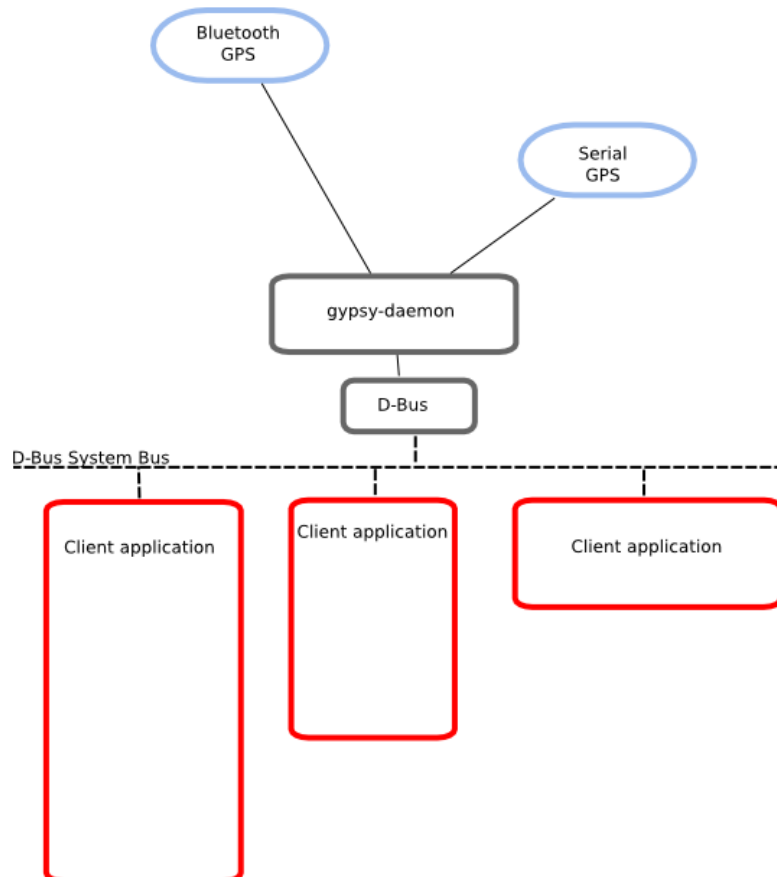 Bluetooth
GPS
Serial
GPS
gypsy-daemon
D-Bus
D-Bus System Bus
Client application
Client application
Client application